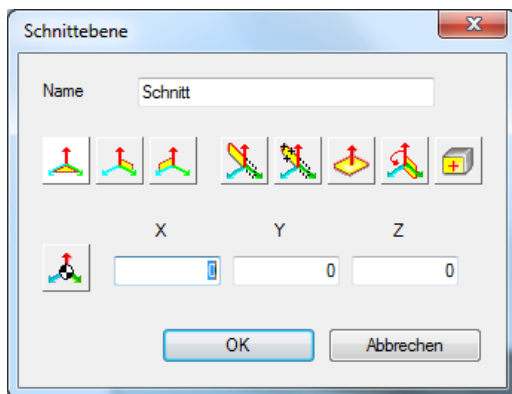 Schnittebene
Name Schnitt
X Y Z
0 0 0
OK Abbrechen